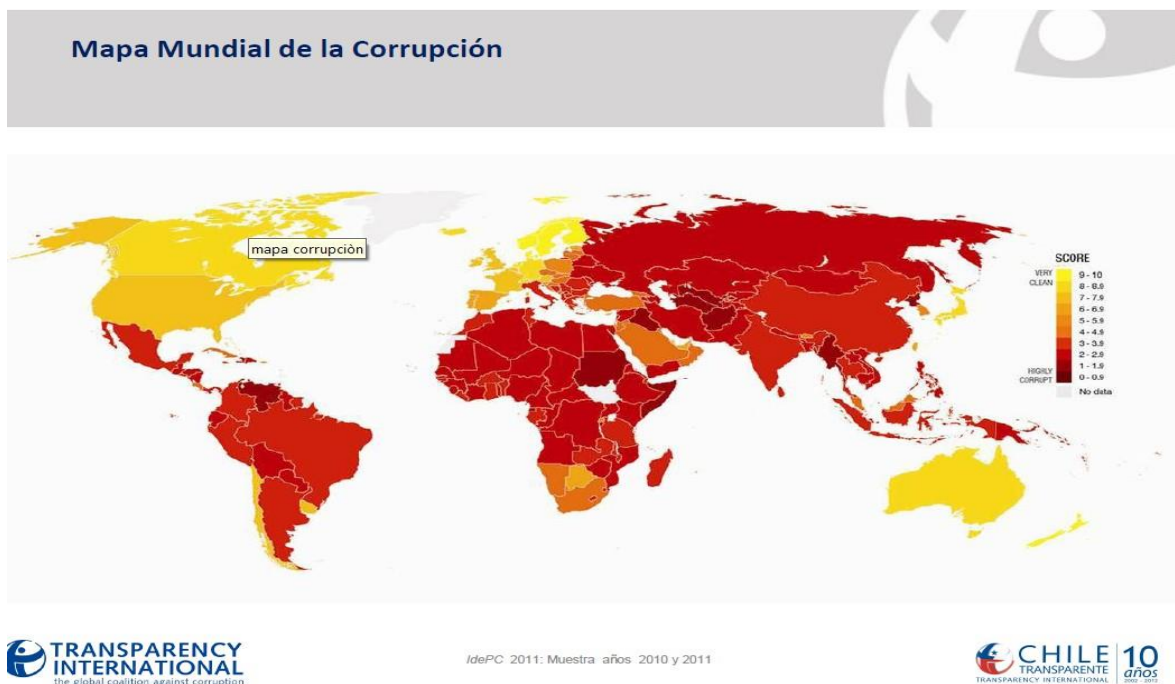 Mapa Mundial de la Corrupción
mapa corrupciòn
SCORE
VERY
CLEAN
9 - 10
8 - 8.9
7 - 7.9
6 - 6.9
5 - 5.9
4 - 4.9
3 - 3.9
2 - 2.9
1 - 1.9
0 - 0.9
HIGHLY
CORRUPT
No data
TRANSPARENCY
INTERNATIONAL
the global coalition against corruption
IdePC 2011: Muestra años 2010 y 2011
CHILE
TRANSPARENTE
TRANSPARENCY INTERNATIONAL
10
años
2002 - 2012